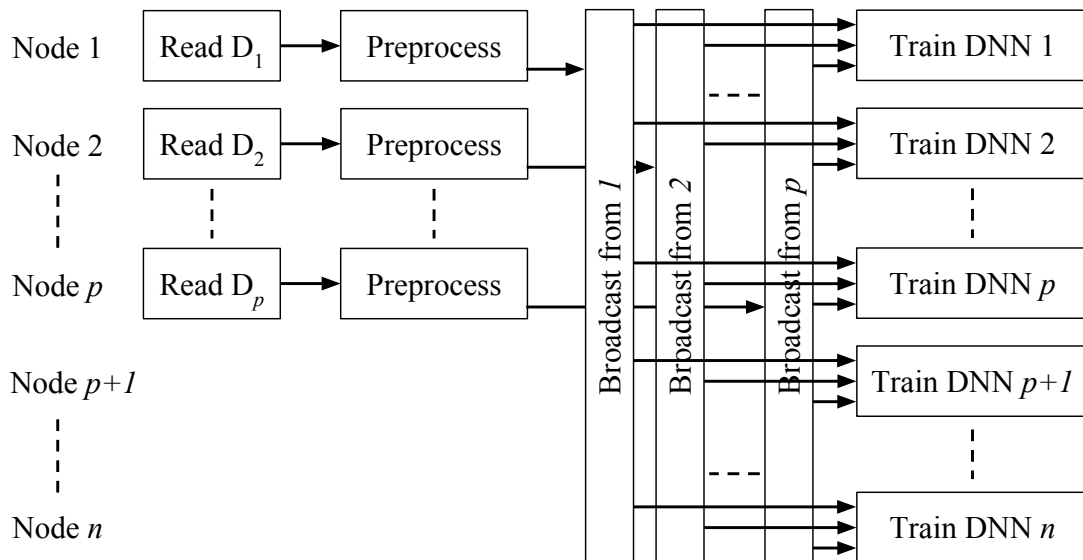 Node 1
Read D₁
Preprocess
Train DNN 1
Node 2
Read D₂
Preprocess
Train DNN 2
Node p
Read Dₚ
Preprocess
Train DNN p
Broadcast from 1
Broadcast from 2
Broadcast from p
Node p+1
Train DNN p+1
Node n
Train DNN n